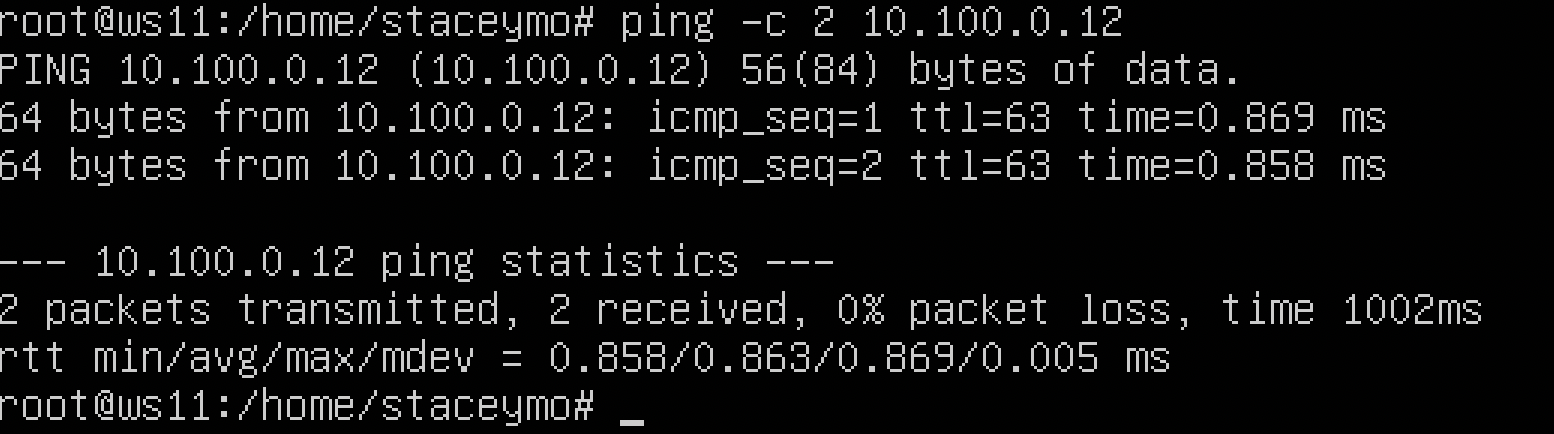 root@ws11:/home/staceymo# ping -c 2 10.100.0.12
PING 10.100.0.12 (10.100.0.12) 56(84) bytes of data.
64 bytes from 10.100.0.12: icmp_seq=1 ttl=63 time=0.869 ms
64 bytes from 10.100.0.12: icmp_seq=2 ttl=63 time=0.858 ms
--- 10.100.0.12 ping statistics ---
2 packets transmitted, 2 received, 0% packet loss, time 1002ms
rtt min/avg/max/mdev = 0.858/0.863/0.869/0.005 ms
root@ws11:/home/staceymo# _